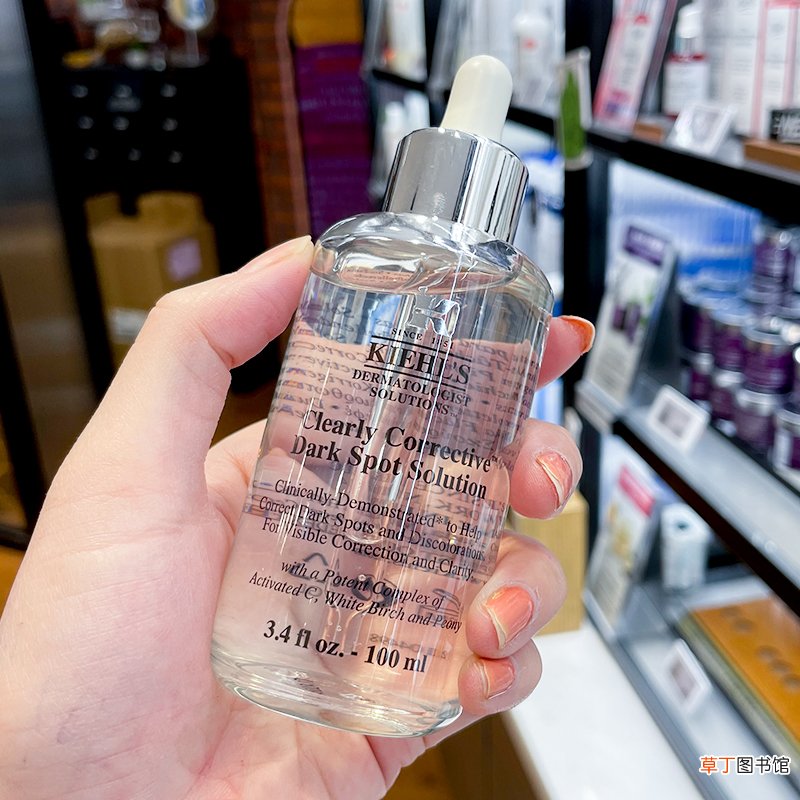 SINCE 1851
KIEHL'S
DERMATOLOGIST
SOLUTIONS™
Clearly Corrective™
Dark Spot Solution
Clinically-Demonstrated* to Help
Correct Dark Spots and Discolorations
For Visible Correction and Clarity
with a Potent Complex of
Activated C, White Birch and Peony
3.4 fl oz. - 100 ml
草丁图书馆